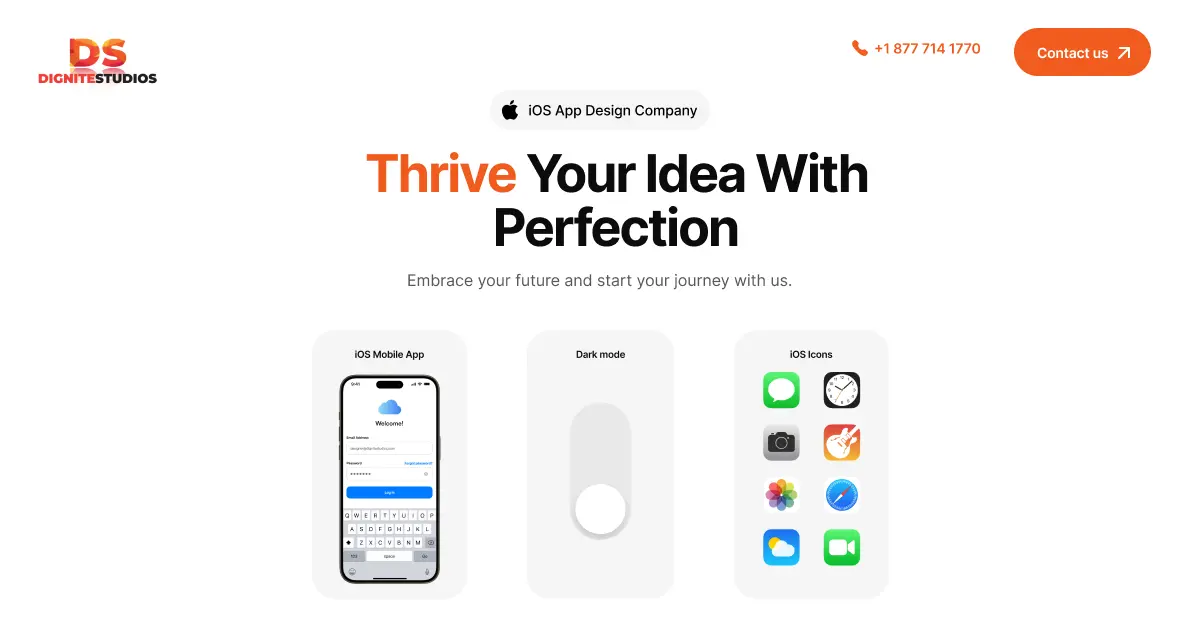 DS
DIGNITESTUDIOS
+1 877 714 1770
Contact us
iOS App Design Company
Thrive Your Idea With
Perfection
Embrace your future and start your journey with us.
iOS Mobile App
9:41
Welcome!
Email Address
Password
Forgot password?
Log in
Q W E R T Y U I O P
A S D F G H J K L
Z X C V B N M
123
space
Go
Dark mode
iOS Icons